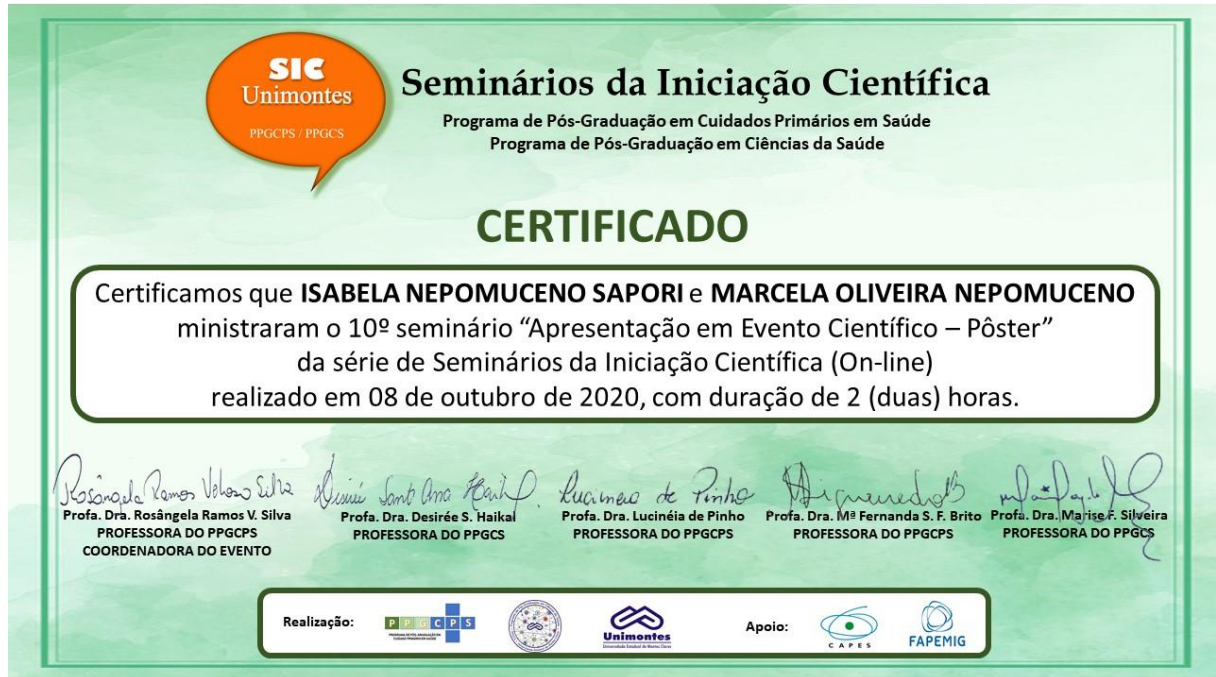 SIC
Unimontes
PPGCPS / PPGCS
Seminários da Iniciação Científica
Programa de Pós-Graduação em Cuidados Primários em Saúde
Programa de Pós-Graduação em Ciências da Saúde
CERTIFICADO
Certificamos que ISABELA NEPOMUCENO SAPORI e MARCELA OLIVEIRA NEPOMUCENO
ministraram o 10º seminário “Apresentação em Evento Científico – Pôster”
da série de Seminários da Iniciação Científica (On-line)
realizado em 08 de outubro de 2020, com duração de 2 (duas) horas.
Rosângela Ramos Veloso Silva
Lucineia de Pinho
Profa. Dra. Rosângela Ramos V. Silva
PROFESSORA DO PPGCPS
COORDENADORA DO EVENTO
Profa. Dra. Desirée S. Haikal
PROFESSORA DO PPGCS
Profa. Dra. Lucinéia de Pinho
PROFESSORA DO PPGCPS
Profa. Dra. Mª Fernanda S. F. Brito
PROFESSORA DO PPGCPS
Profa. Dra. Marise F. Silveira
PROFESSORA DO PPGCS
Realização:
PPGCPS
Unimontes
Universidade Estadual de Montes Claros
Apoio:
CAPES
FAPEMIG